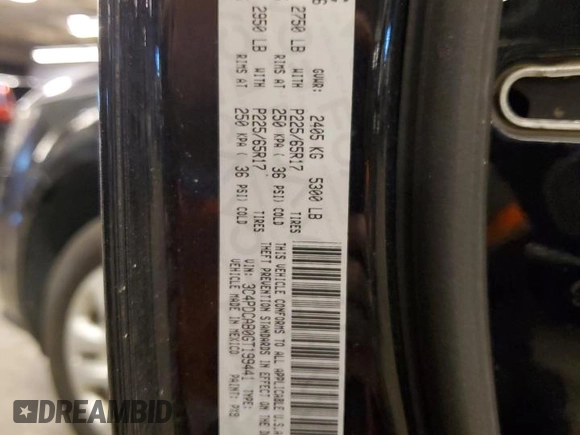 GVWR: 2405 KG 5300 LB
2750 LB WITH P225/65R17 TIRES
RIMS AT 250 KPA ( 36 PSI) COLD
2950 LB WITH P225/65R17 TIRES
RIMS AT 250 KPA ( 36 PSI) COLD
THIS VEHICLE CONFORMS TO ALL APPLICABLE U.S.A
THEFT PREVENTION STANDARDS IN EFFECT ON THE
VIN: 3C4PDCAB0GT199441 TYPE:
VEHICLE MADE IN MEXICO PAINT: PX8
DREAMBID